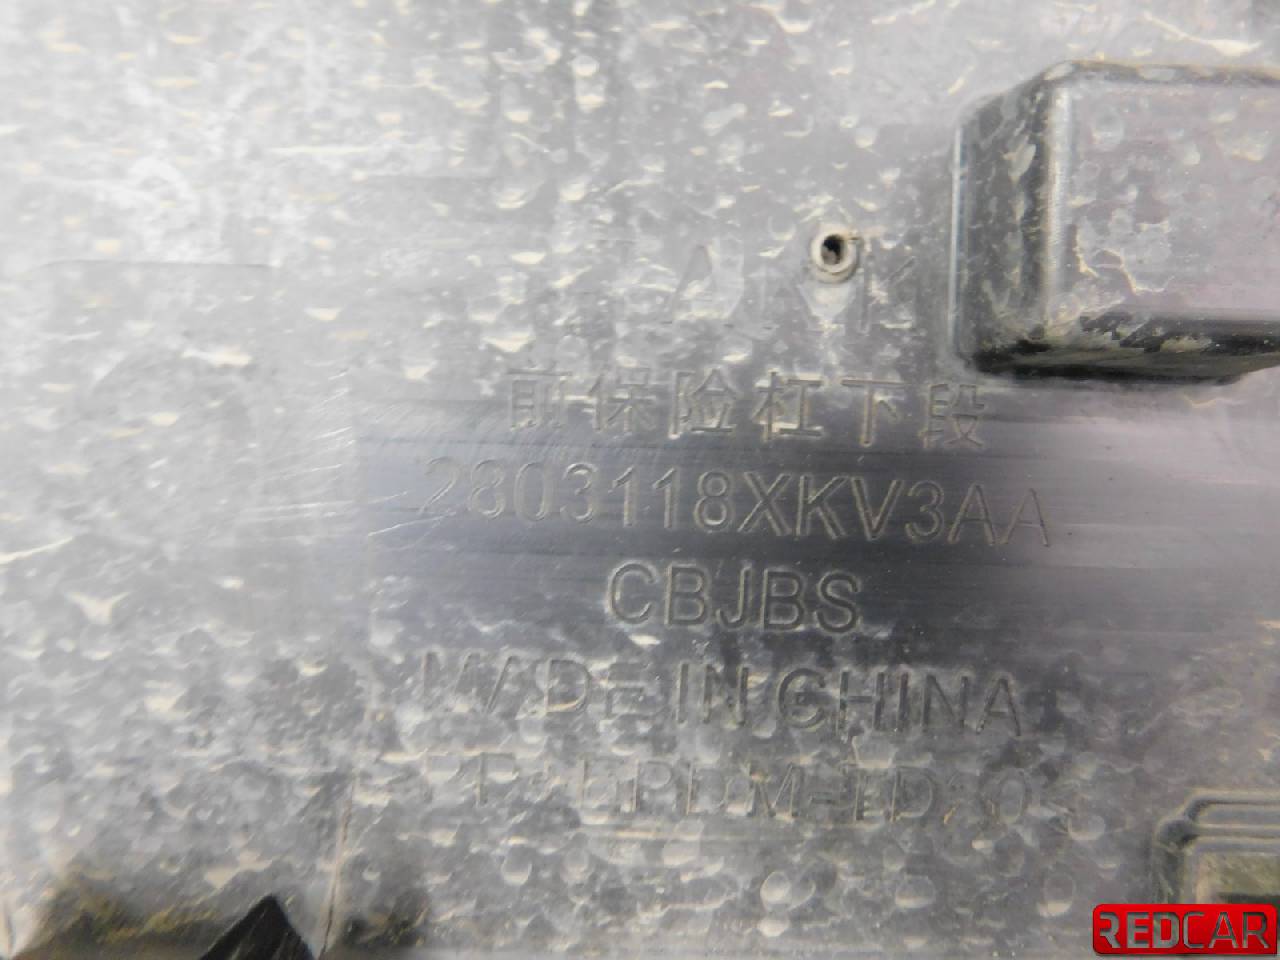 前保险杠下段
2803118XKV3AA
CBJBS
MADE IN CHINA
REDCAR